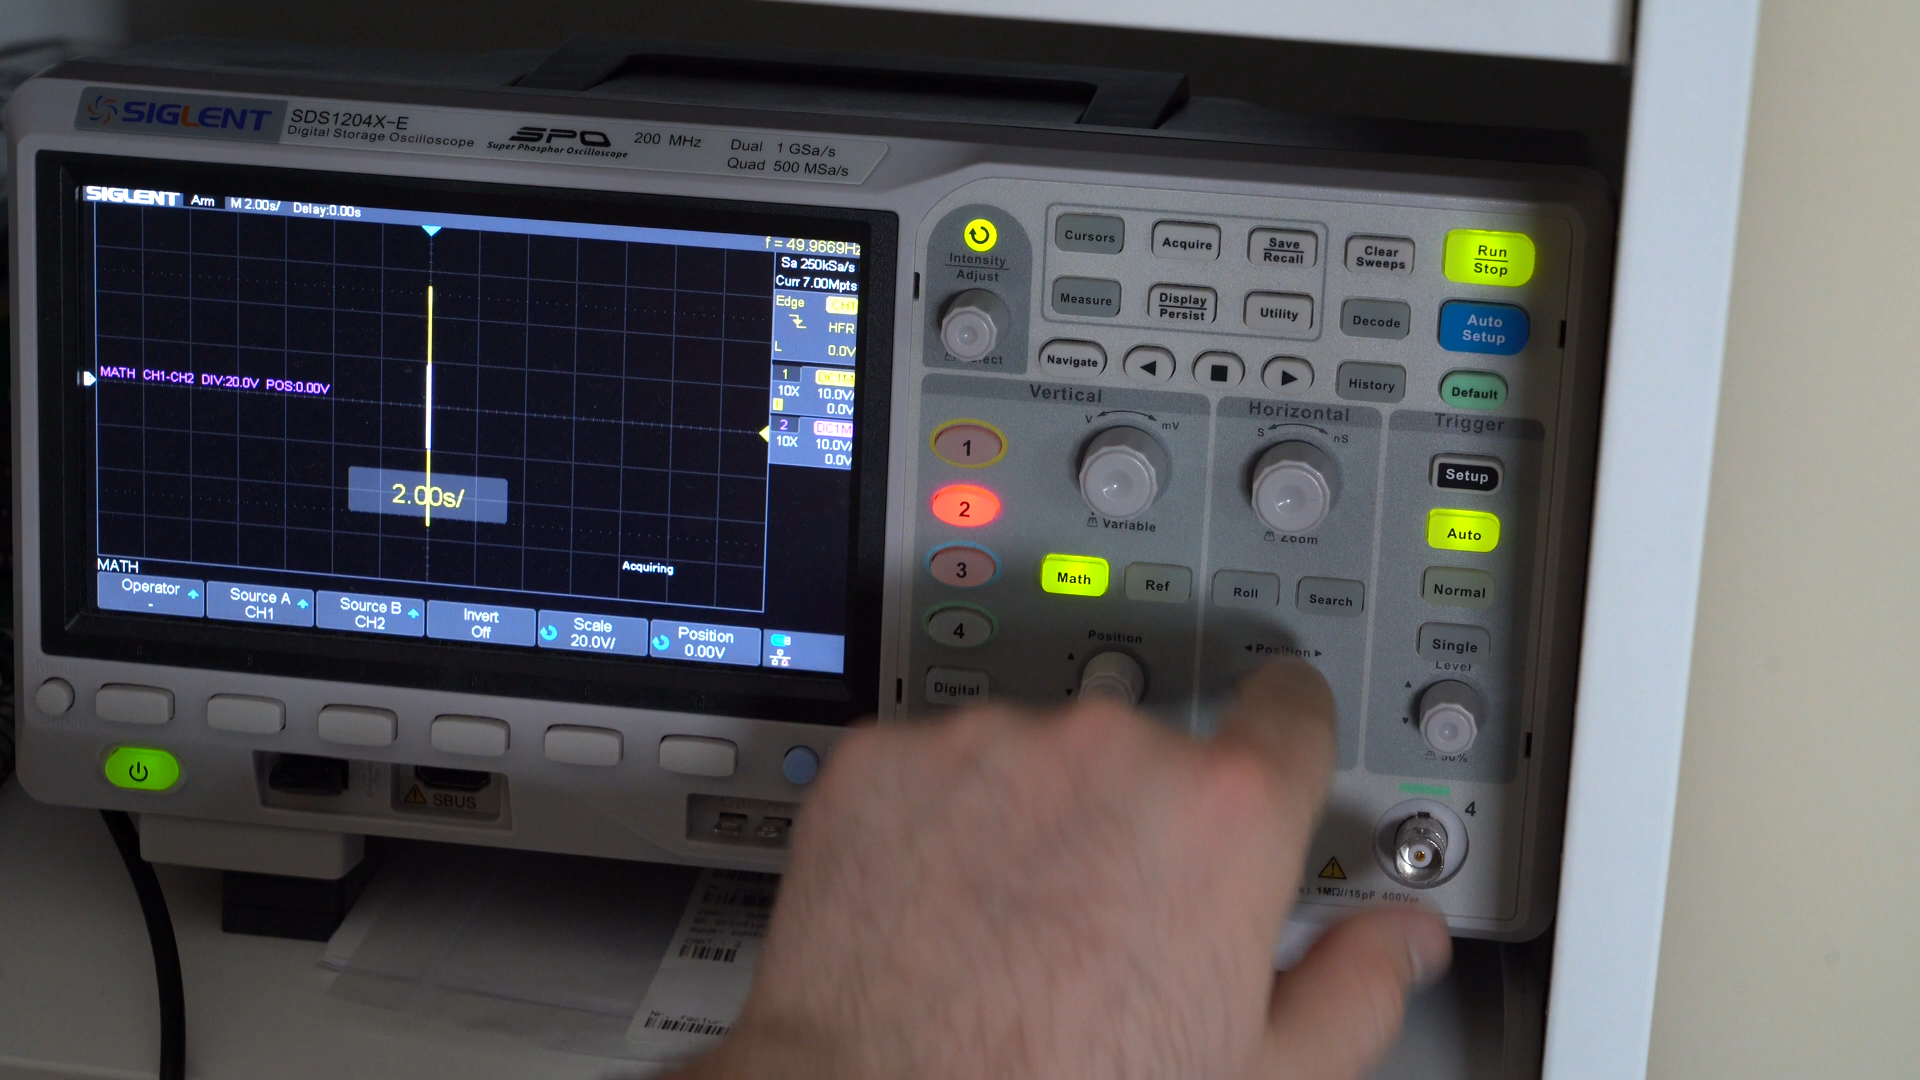 SIGLENT
SDS1204X-E
Digital Storage Oscilloscope
SPO
Super Phosphor Oscilloscope
200 MHz
Dual 1 GSa/s
Quad 500 MSa/s
SIGLENT Arm M 2.00s/ Delay:0.00s
f = 49.9669Hz
Sa 250kSa/s
Curr 7.00Mpts
Edge CH1
HFR
L 0.0V
1 DC1M
10X 10.0V/
0.0V
2 DC1M
10X 10.0V/
0.0V
MATH CH1-CH2 DIV:20.0V POS:0.00V
2.00s/
Acquiring
MATH
Operator
-
Source A
CH1
Source B
CH2
Invert
Off
Scale
20.0V/
Position
0.00V
SBUS
Intensity
Adjust
Cursors
Acquire
Save
Recall
Clear
Sweeps
Run
Stop
Measure
Display
Persist
Utility
Decode
Auto
Setup
Navigate
History
Default
Vertical
Horizontal
Trigger
V mV
S nS
1
2
3
4
Variable
Zoom
Setup
Auto
Math
Ref
Roll
Search
Normal
Position
Position
Single
Level
Digital
50%
4
1MΩ//15pF 400Vpk